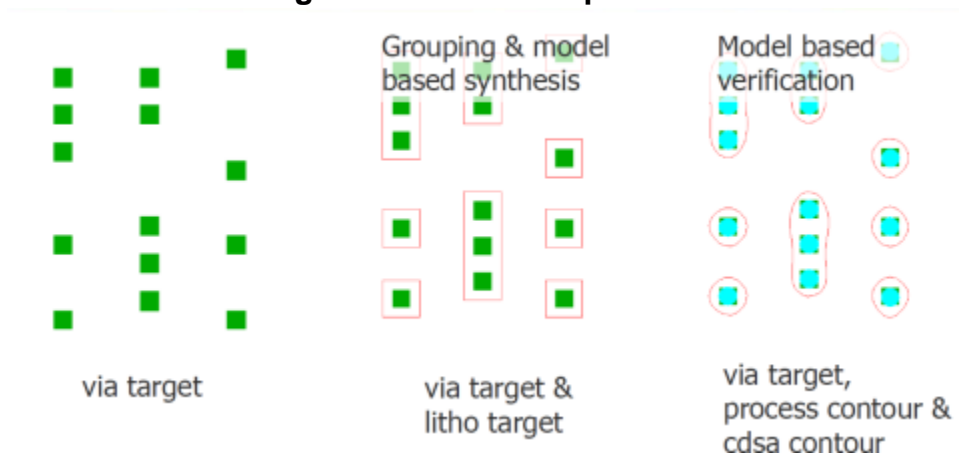 Grouping & model
based synthesis
Model based
verification
via target
via target &
litho target
via target,
process contour &
cdsa contour